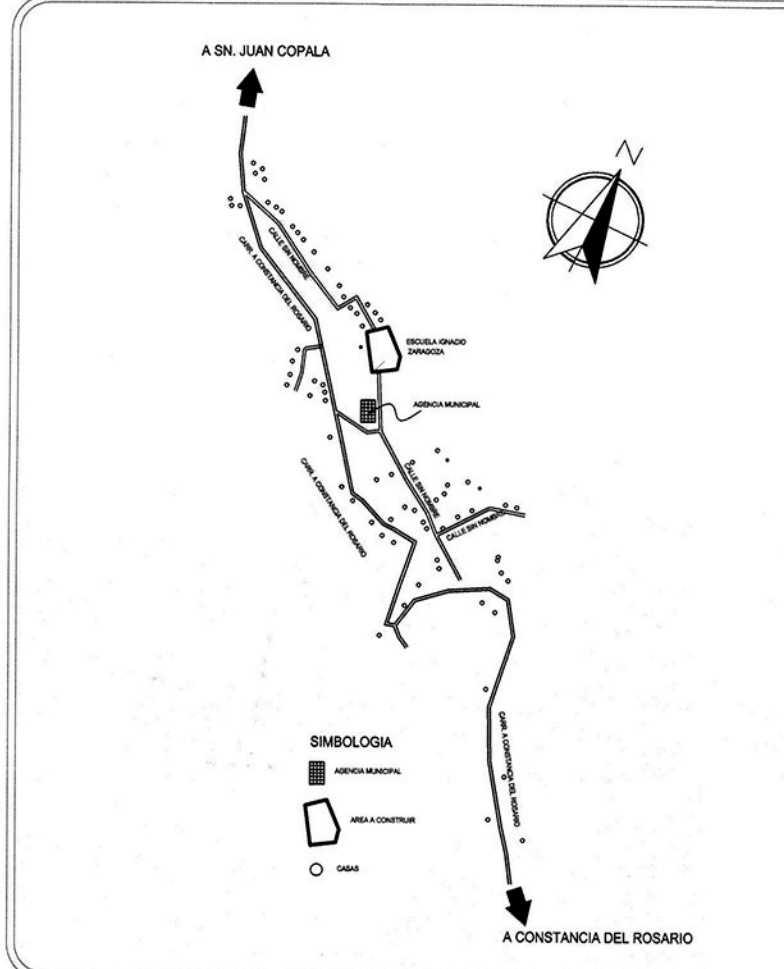 A SN. JUAN COPALA
N
CALLE SIN NOMBRE
CARR. A CONSTANCIA DEL ROSARIO
ESCUELA IGNACIO
ZARAGOZA
AGENCIA MUNICIPAL
CARR. A CONSTANCIA DEL ROSARIO
CALLE SIN NOMBRE
CALLE SIN NOMBRE
CARR. A CONSTANCIA DEL ROSARIO
SIMBOLOGIA
AGENCIA MUNICIPAL
AREA A CONSTRUIR
CASAS
A CONSTANCIA DEL ROSARIO